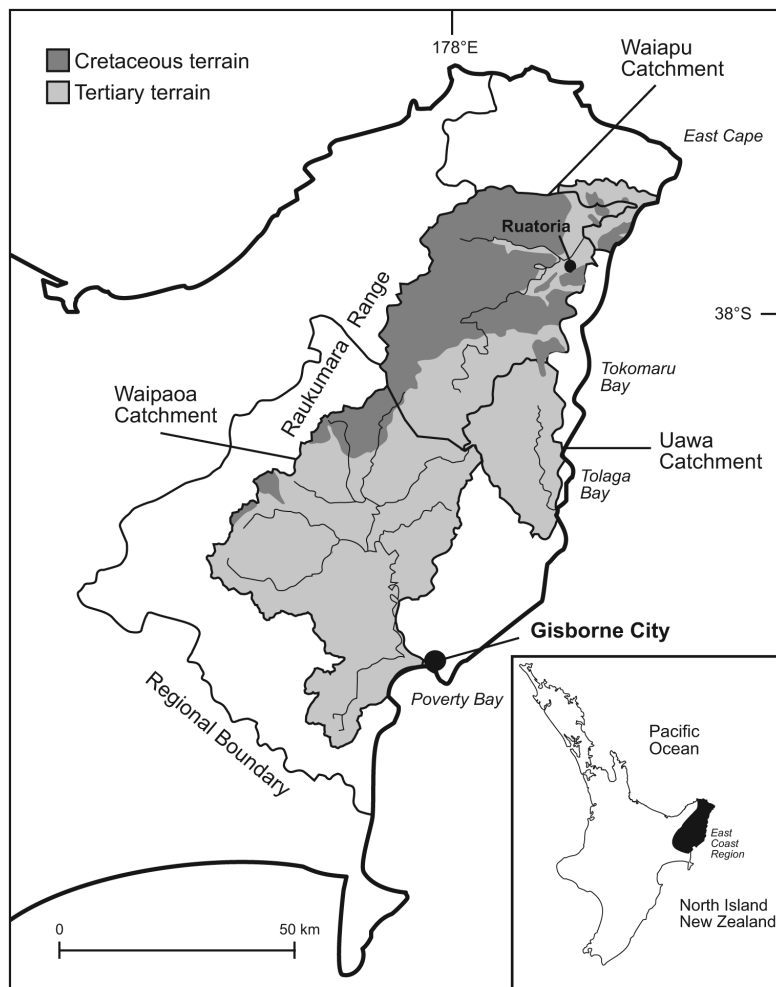 178°E
Cretaceous terrain
Tertiary terrain
Waiapu
Catchment
East Cape
Ruatoria
38°S
Raukumara Range
Tokomaru
Bay
Waipaoa
Catchment
Uawa
Catchment
Tolaga
Bay
Gisborne City
Poverty Bay
Regional Boundary
Pacific
Ocean
East
Coast
Region
North Island
New Zealand
0
50 km